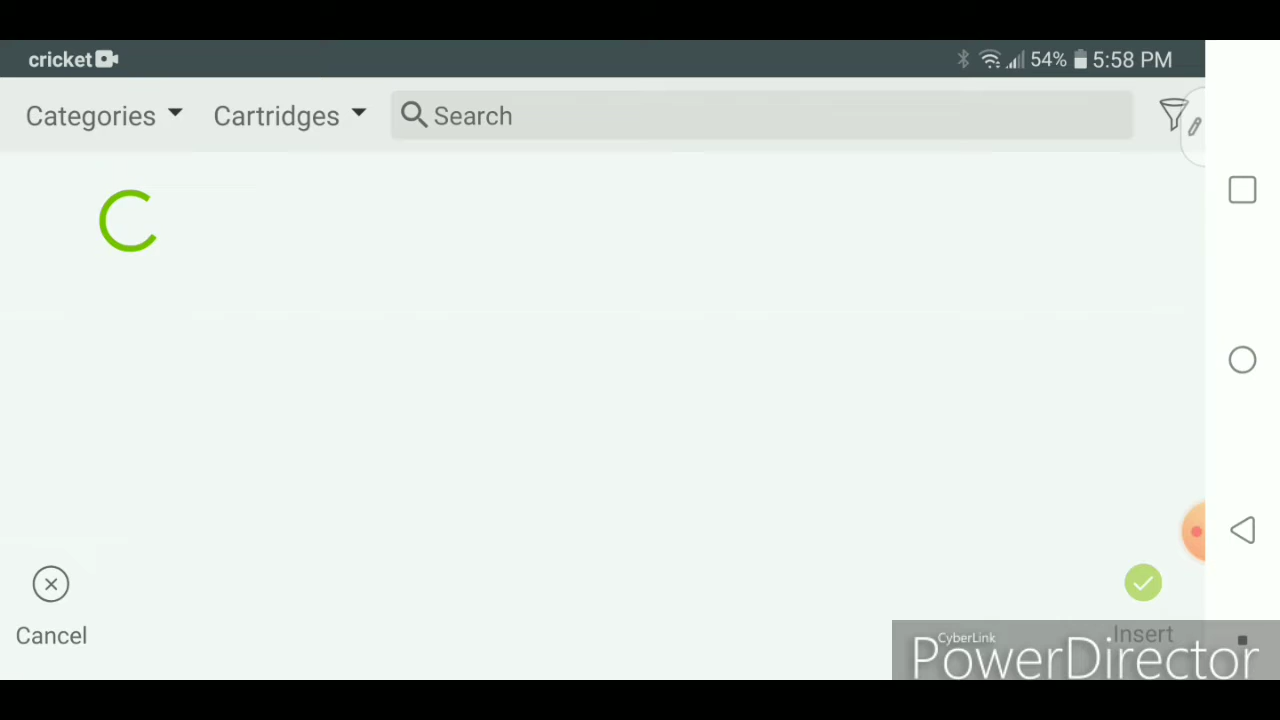 cricket 54% 5:58 PM
Categories Cartridges Search
Cancel
Insert
CyberLink
PowerDirector